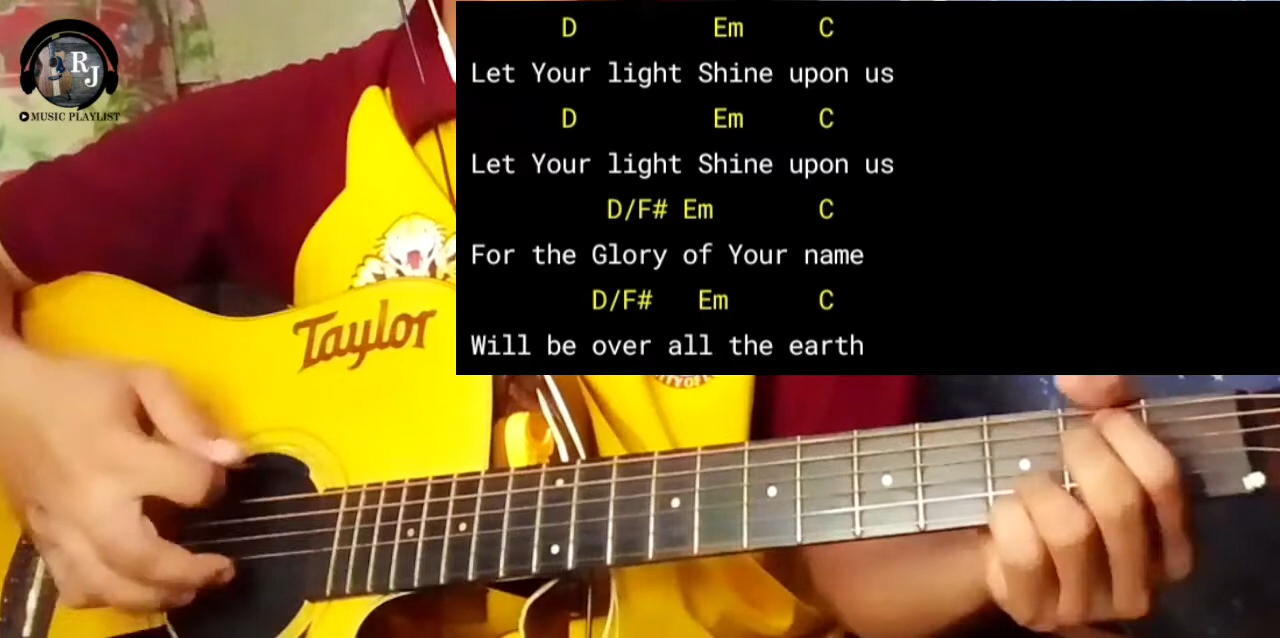 RJ
MUSIC PLAYLIST
D Em C
Let Your light Shine upon us
D Em C
Let Your light Shine upon us
D/F# Em C
For the Glory of Your name
D/F# Em C
Will be over all the earth
Taylor